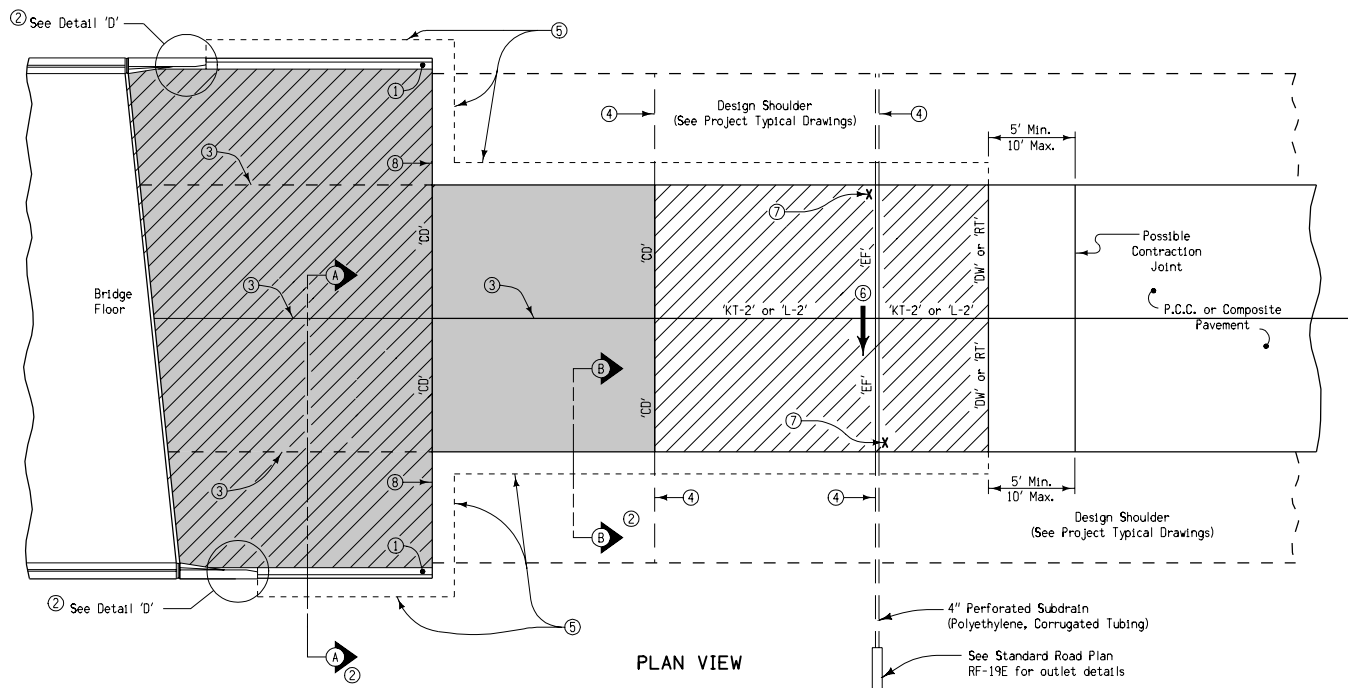 ② See Detail 'D'
⑤
①
④
Design Shoulder
(See Project Typical Drawings)
④
5' Min.
10' Max.
③
⑧
⑦
'CD'
'CD'
'EF'
'DW' or 'RT'
Possible
Contraction
Joint
A
③
③
Bridge
Floor
'KT-2' or 'L-2'
⑥
'KT-2' or 'L-2'
P.C.C. or Composite
Pavement
B
'CD'
'CD'
'EF'
'DW' or 'RT'
⑦
③
⑧
④
④
5' Min.
10' Max.
②
B
①
Design Shoulder
(See Project Typical Drawings)
② See Detail 'D'
⑤
4" Perforated Subdrain
(Polyethylene, Corrugated Tubing)
A
②
PLAN VIEW
See Standard Road Plan
RF-19E for outlet details